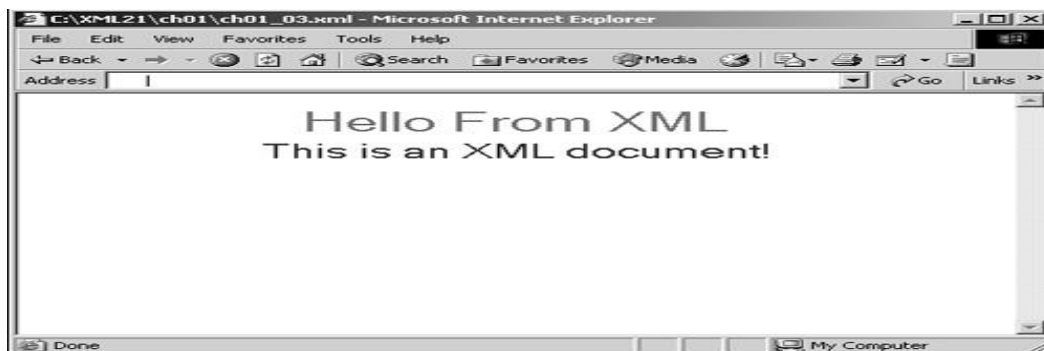 C:\XML21\ch01\ch01_03.xml - Microsoft Internet Explorer
File Edit View Favorites Tools Help
Back Search Favorites Media
Address Go Links »
Hello From XML
This is an XML document!
Done My Computer